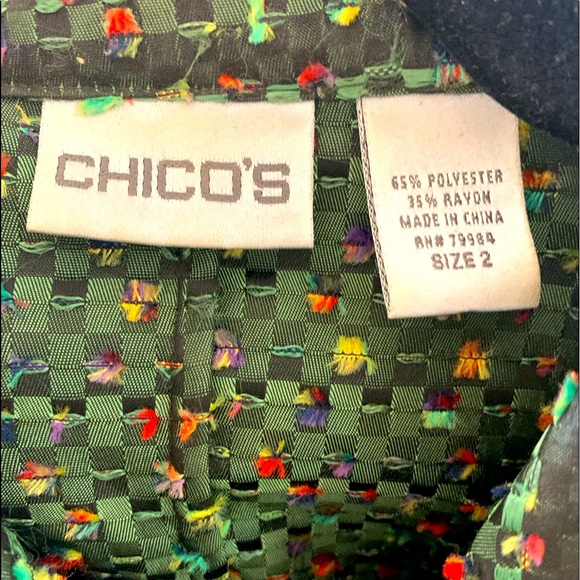 CHICO'S
65% POLYESTER
35% RAYON
MADE IN CHINA
RN# 79984
SIZE 2